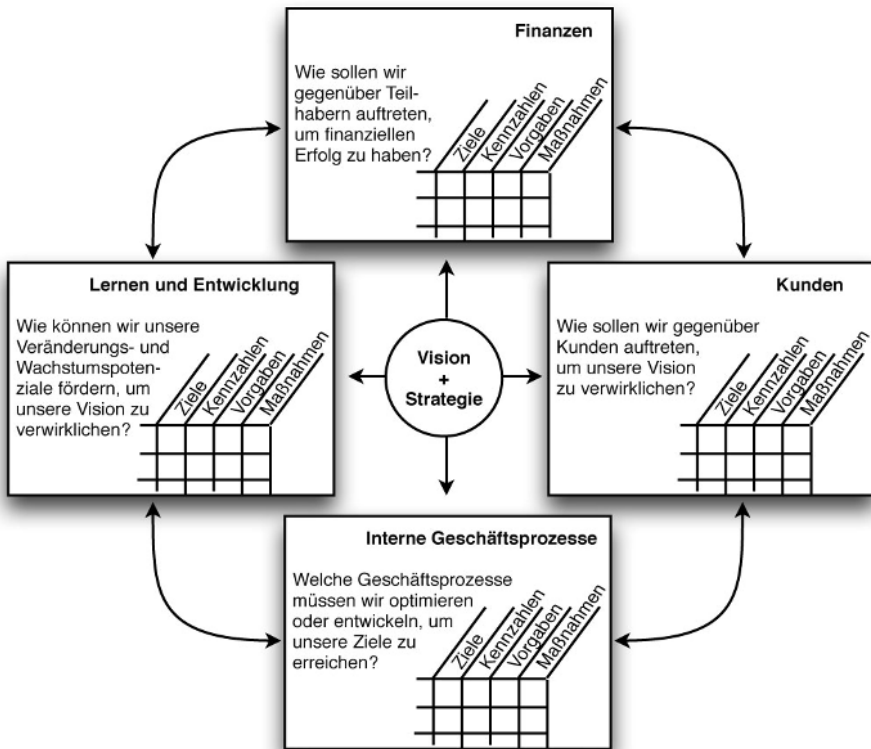 Finanzen
Wie sollen wir
gegenüber Teil-
habern auftreten,
um finanziellen
Erfolg zu haben?
Ziele
Kennzahlen
Vorgaben
Maßnahmen
Lernen und Entwicklung
Wie können wir unsere
Veränderungs- und
Wachstumspoten-
ziale fördern, um
unsere Vision zu
verwirklichen?
Ziele
Kennzahlen
Vorgaben
Maßnahmen
Vision
+
Strategie
Kunden
Wie sollen wir gegenüber
Kunden auftreten,
um unsere Vision
zu verwirklichen?
Ziele
Kennzahlen
Vorgaben
Maßnahmen
Interne Geschäftsprozesse
Welche Geschäftsprozesse
müssen wir optimieren
oder entwickeln, um
unsere Ziele zu
erreichen?
Ziele
Kennzahlen
Vorgaben
Maßnahmen